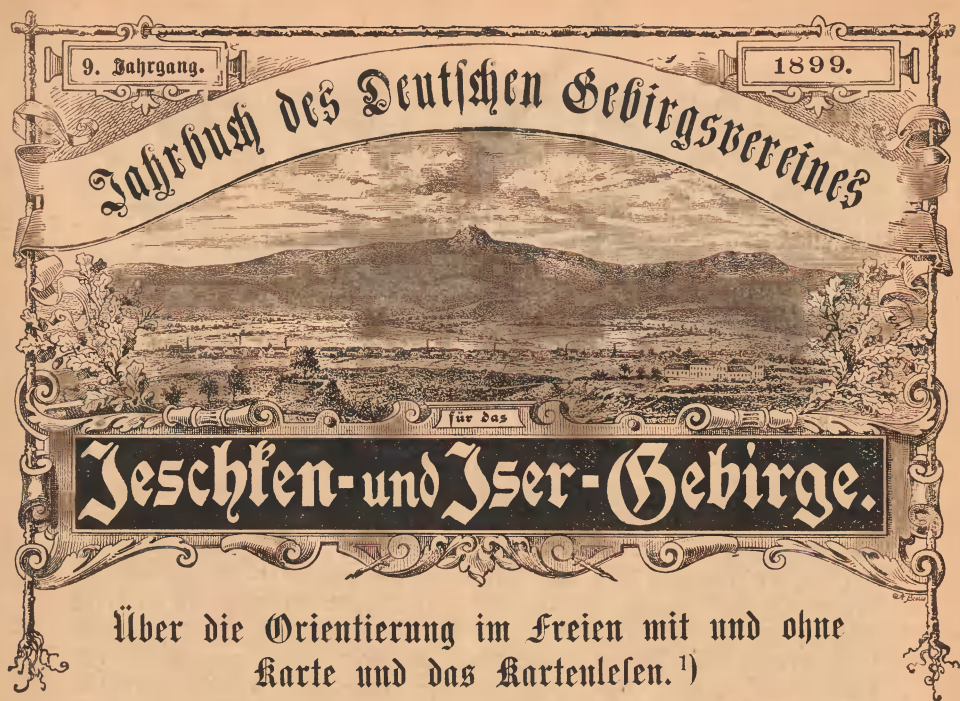 9. Jahrgang.
1899.
Jahrbuch des Deutschen Gebirgsvereines
für das
Jeschken- und Iser-Gebirge.
Über die Orientierung im Freien mit und ohne
Karte und das Kartenlesen. ¹)